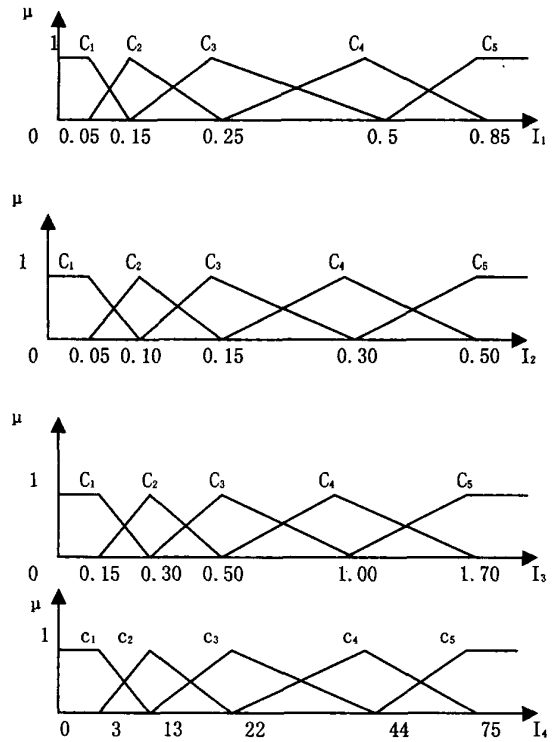 μ
1 C₁ C₂ C₃ C₄ C₅
0 0.05 0.15 0.25 0.5 0.85 I₁
μ
1 C₁ C₂ C₃ C₄ C₅
0 0.05 0.10 0.15 0.30 0.50 I₂
μ
1 C₁ C₂ C₃ C₄ C₅
0 0.15 0.30 0.50 1.00 1.70 I₃
μ
1 c₁ c₂ c₃ c₄ c₅
0 3 13 22 44 75 I₄